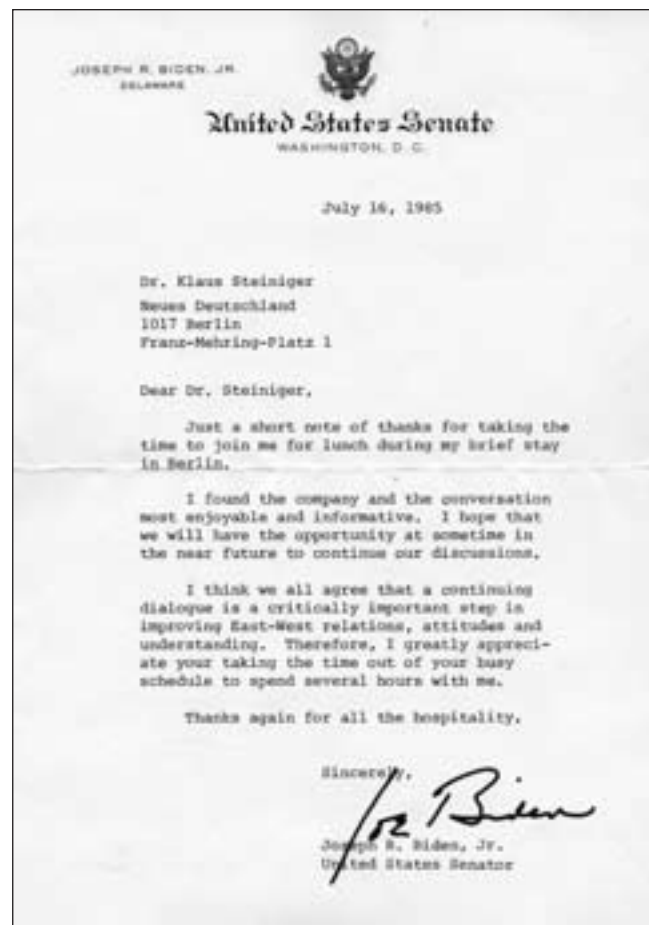 JOSEPH R. BIDEN, JR.
DELAWARE
United States Senate
WASHINGTON, D. C.
July 16, 1985
Dr. Klaus Steiniger
Neues Deutschland
1017 Berlin
Franz-Mehring-Platz 1
Dear Dr. Steiniger,
Just a short note of thanks for taking the
time to join me for lunch during my brief stay
in Berlin.
I found the company and the conversation
most enjoyable and informative. I hope that
we will have the opportunity at sometime in
the near future to continue our discussions.
I think we all agree that a continuing
dialogue is a critically important step in
improving East-West relations, attitudes and
understanding. Therefore, I greatly appreci-
ate your taking the time out of your busy
schedule to spend several hours with me.
Thanks again for all the hospitality.
Sincerely,
Joe Biden
Joseph R. Biden, Jr.
United States Senator